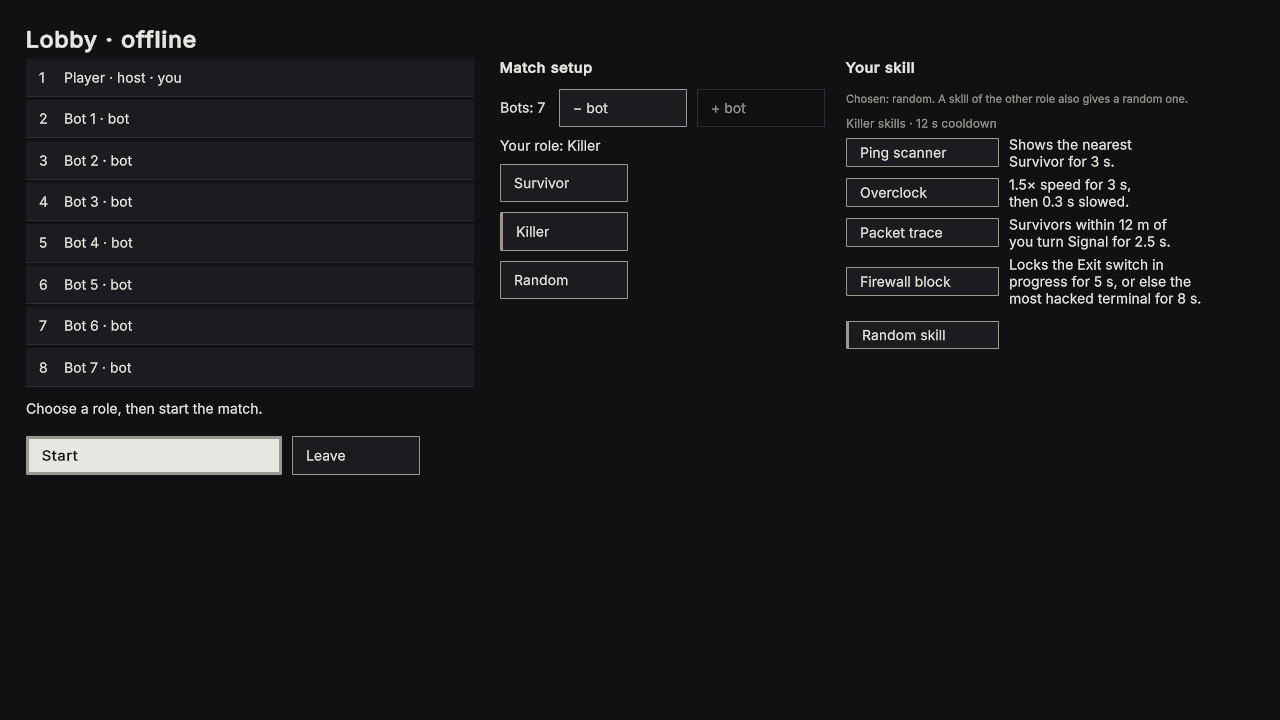 Lobby · offline
1 Player · host · you
2 Bot 1 · bot
3 Bot 2 · bot
4 Bot 3 · bot
5 Bot 4 · bot
6 Bot 5 · bot
7 Bot 6 · bot
8 Bot 7 · bot
Choose a role, then start the match.
Start
Leave
Match setup
Bots: 7
− bot
+ bot
Your role: Killer
Survivor
Killer
Random
Your skill
Chosen: random. A skill of the other role also gives a random one.
Killer skills · 12 s cooldown
Ping scanner
Shows the nearest
Survivor for 3 s.
Overclock
1.5× speed for 3 s,
then 0.3 s slowed.
Packet trace
Survivors within 12 m of
you turn Signal for 2.5 s.
Firewall block
Locks the Exit switch in
progress for 5 s, or else the
most hacked terminal for 8 s.
Random skill